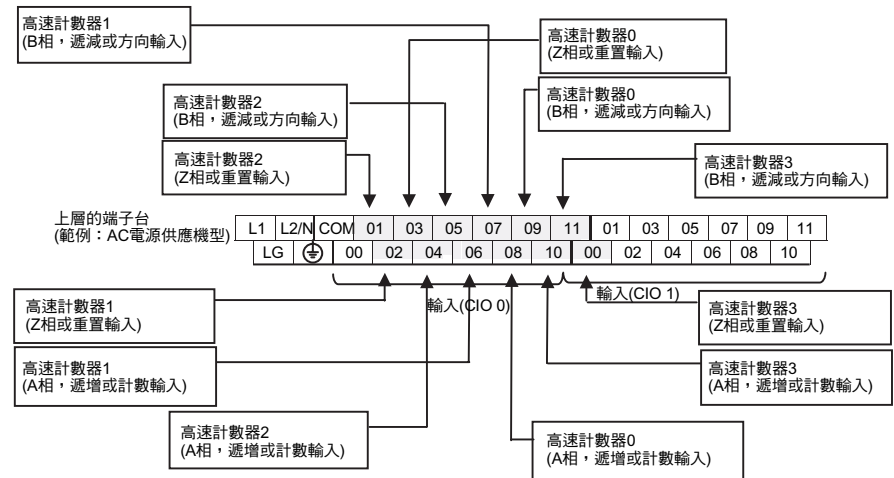 高速計數器1
(B相，遞減或方向輸入)
高速計數器0
(Z相或重置輸入)
高速計數器2
(B相，遞減或方向輸入)
高速計數器0
(B相，遞減或方向輸入)
高速計數器2
(Z相或重置輸入)
高速計數器3
(B相，遞減或方向輸入)
上層的端子台
(範例：AC電源供應機型)
L1 L2/N COM 01 03 05 07 09 11 01 03 05 07 09 11
LG 00 02 04 06 08 10 00 02 04 06 08 10
輸入(CIO 0)
輸入(CIO 1)
高速計數器1
(Z相或重置輸入)
高速計數器3
(Z相或重置輸入)
高速計數器1
(A相，遞增或計數輸入)
高速計數器3
(A相，遞增或計數輸入)
高速計數器2
(A相，遞增或計數輸入)
高速計數器0
(A相，遞增或計數輸入)